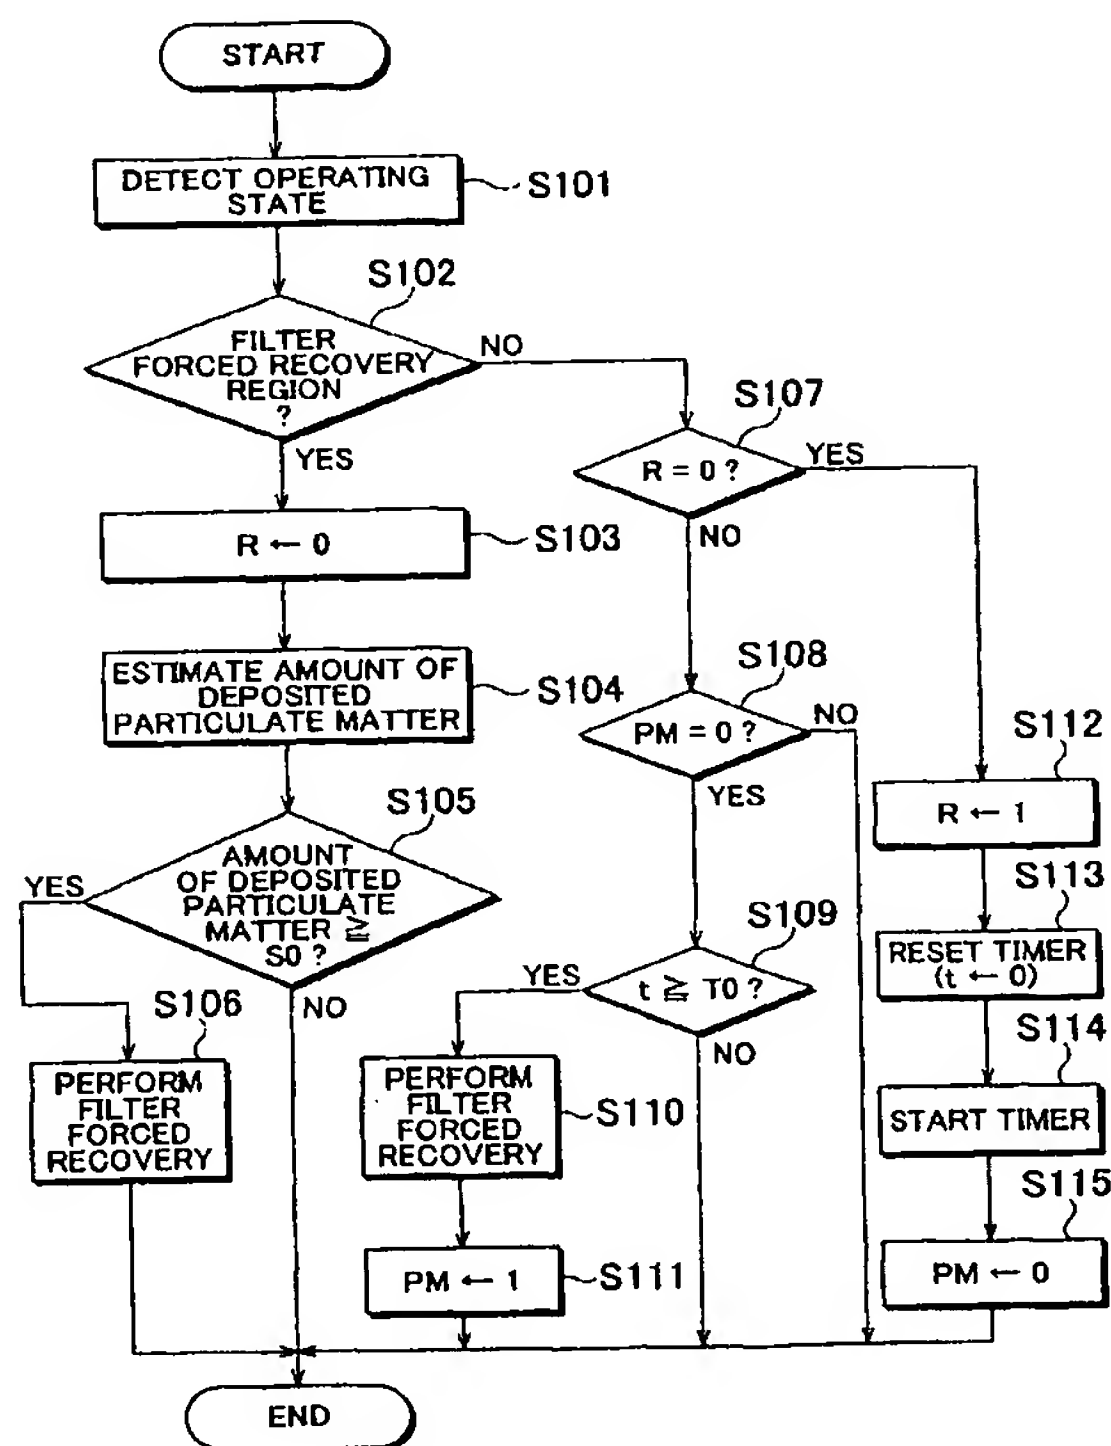 START
DETECT OPERATING
STATE
S101
S102
FILTER
FORCED RECOVERY
REGION
?
NO
YES
S107
R = 0 ?
YES
NO
R ← 0
S103
ESTIMATE AMOUNT OF
DEPOSITED
PARTICULATE MATTER
S104
S108
PM = 0 ?
NO
YES
S112
R ← 1
S105
AMOUNT
OF DEPOSITED
PARTICULATE
MATTER ≧
S0 ?
YES
NO
S113
RESET TIMER
(t ← 0)
S109
t ≧ T0 ?
YES
NO
S106
PERFORM
FILTER
FORCED
RECOVERY
PERFORM
FILTER
FORCED
RECOVERY
S110
S114
START TIMER
PM ← 1
S111
S115
PM ← 0
END